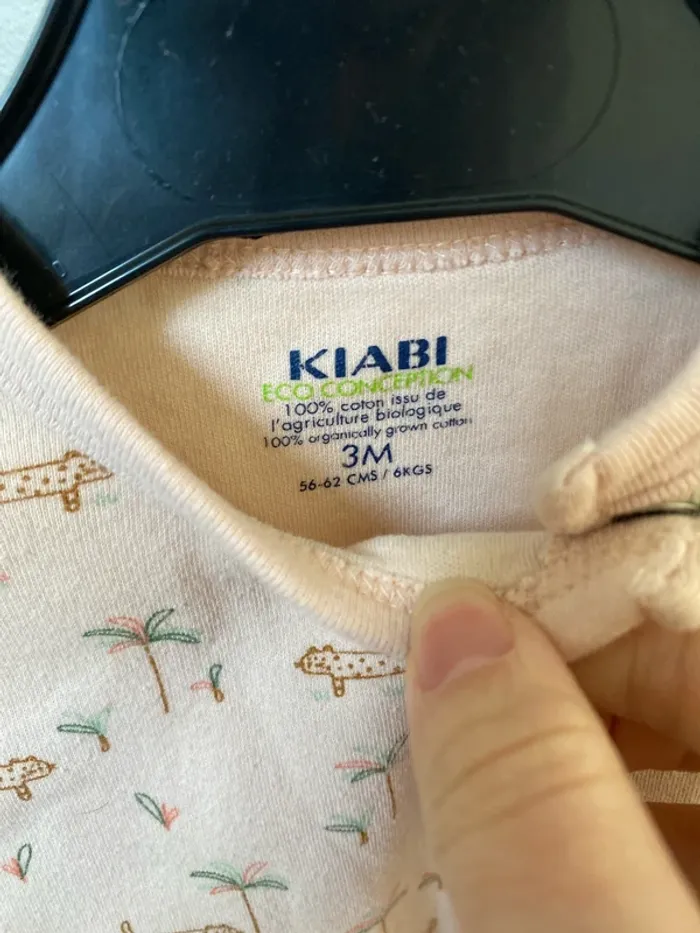 KIABI
ECO CONCEPTION
100% coton issu de
l'agriculture biologique
100% organically grown cotton
3M
56-62 CMS / 6KGS